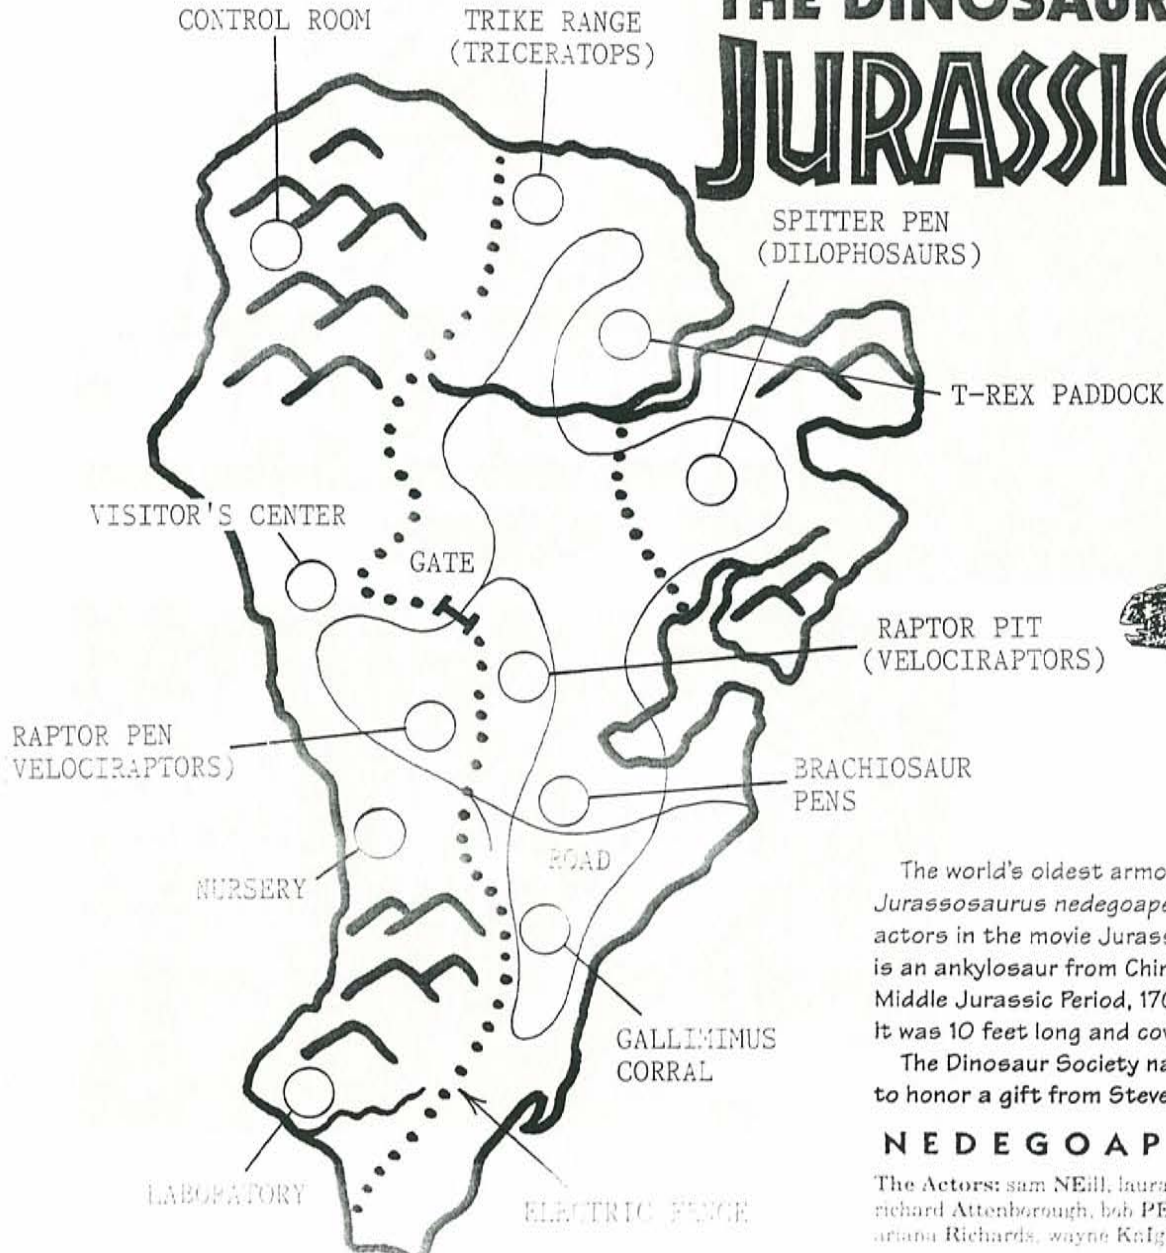 CONTROL ROOM
TRIKE RANGE
(TRICERATOPS)
THE DINOSAUR
JURASSIC
SPITTER PEN
(DILOPHOSAURS)
T-REX PADDOCK
VISITOR'S CENTER
GATE
RAPTOR PIT
(VELOCIRAPTORS)
RAPTOR PEN
VELOCIRAPTORS)
BRACHIOSAUR
PENS
ROAD
NURSERY
GALLIMIMUS
CORRAL
LABORATORY
ELECTRIC FENCE
The world's oldest armo
Jurassosaurus nedegoape
actors in the movie Jurass
is an ankylosaur from Chin
Middle Jurassic Period, 170
It was 10 feet long and cov
The Dinosaur Society na
to honor a gift from Steve
NEDEGOAP
The Actors: sam NEill, laura
richard Attenborough, bob PE
ariana Richards, wayne KnIg